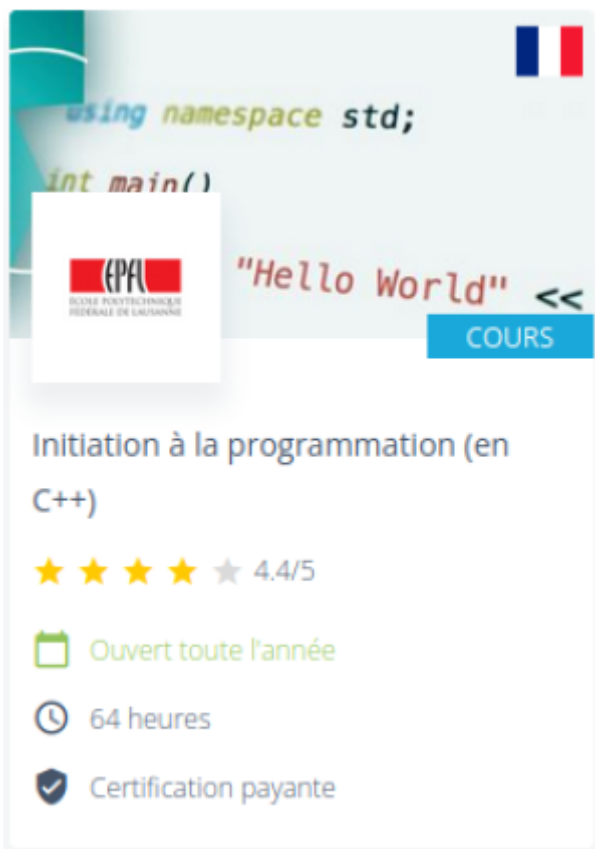 using namespace std;
int main()
"Hello World" <<
EPFL
ÉCOLE POLYTECHNIQUE
FÉDÉRALE DE LAUSANNE
COURS
Initiation à la programmation (en
C++)
4.4/5
Ouvert toute l'année
64 heures
Certification payante